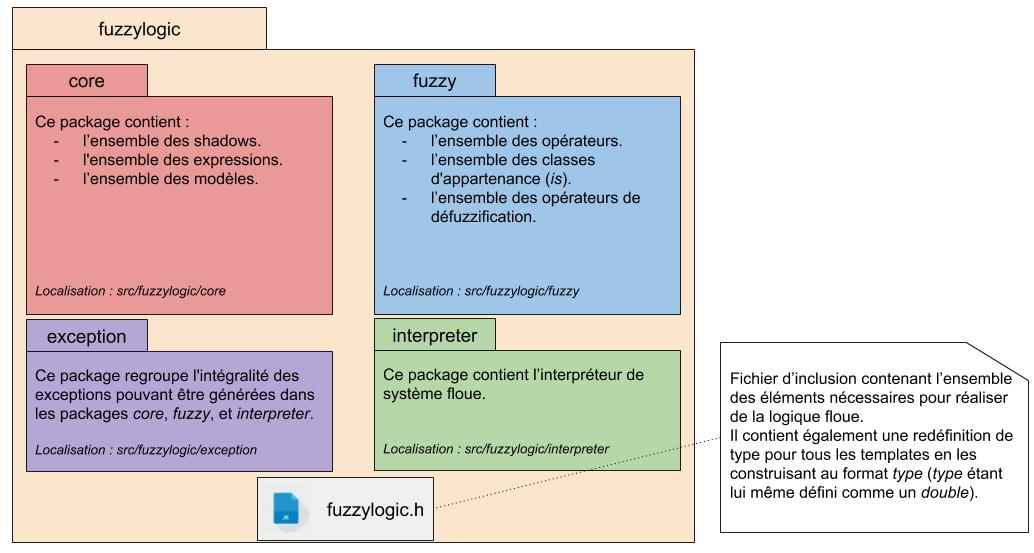 fuzzylogic
core
Ce package contient :
- l’ensemble des shadows.
- l'ensemble des expressions.
- l’ensemble des modèles.
Localisation : src/fuzzylogic/core
fuzzy
Ce package contient :
- l’ensemble des opérateurs.
- l’ensemble des classes
d'appartenance (is).
- l’ensemble des opérateurs de
défuzzification.
Localisation : src/fuzzylogic/fuzzy
exception
Ce package regroupe l'intégralité des
exceptions pouvant être générées dans
les packages core, fuzzy, et interpreter.
Localisation : src/fuzzylogic/exception
interpreter
Ce package contient l’interpréteur de
système floue.
Localisation : src/fuzzylogic/interpreter
.H
fuzzylogic.h
Fichier d’inclusion contenant l’ensemble
des éléments nécessaires pour réaliser
de la logique floue.
Il contient également une redéfinition de
type pour tous les templates en les
construisant au format type (type étant
lui même défini comme un double).